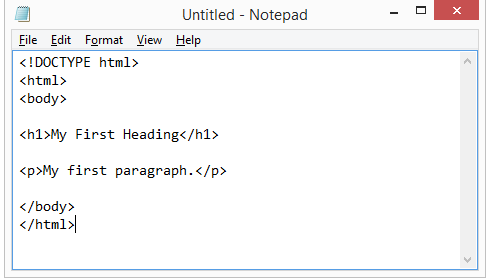 Untitled - Notepad
File Edit Format View Help
<!DOCTYPE html>
<html>
<body>
<h1>My First Heading</h1>
<p>My first paragraph.</p>
</body>
</html>